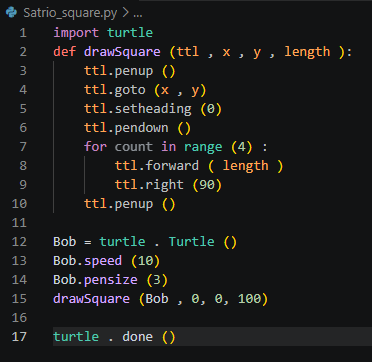 Satrio_square.py > ...
1 import turtle
2 def drawSquare (ttl , x , y , length ):
3     ttl.penup ()
4     ttl.goto (x , y)
5     ttl.setheading (0)
6     ttl.pendown ()
7     for count in range (4) :
8         ttl.forward ( length )
9         ttl.right (90)
10     ttl.penup ()
11
12 Bob = turtle . Turtle ()
13 Bob.speed (10)
14 Bob.pensize (3)
15 drawSquare (Bob , 0, 0, 100)
16
17 turtle . done ()